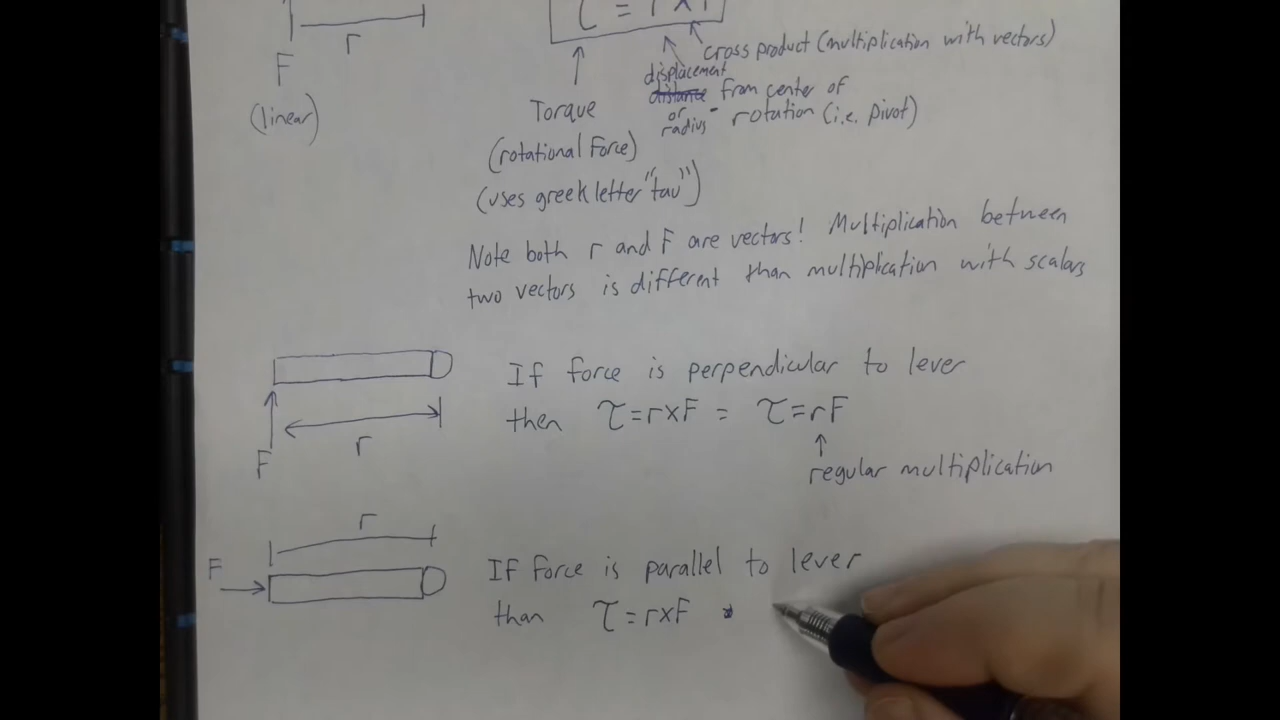 r
τ = r x F
F
(linear)
cross product (multiplication with vectors)
displacement
distance from center of
or
radius - rotation (i.e. pivot)
Torque
(rotational Force)
(uses greek letter "tau")
Note both r and F are vectors! Multiplication between
two vectors is different than multiplication with scalars
If force is perpendicular to lever
then τ=rxF = τ=rF
r
F
regular multiplication
r
F
If force is parallel to lever
than τ=rxF